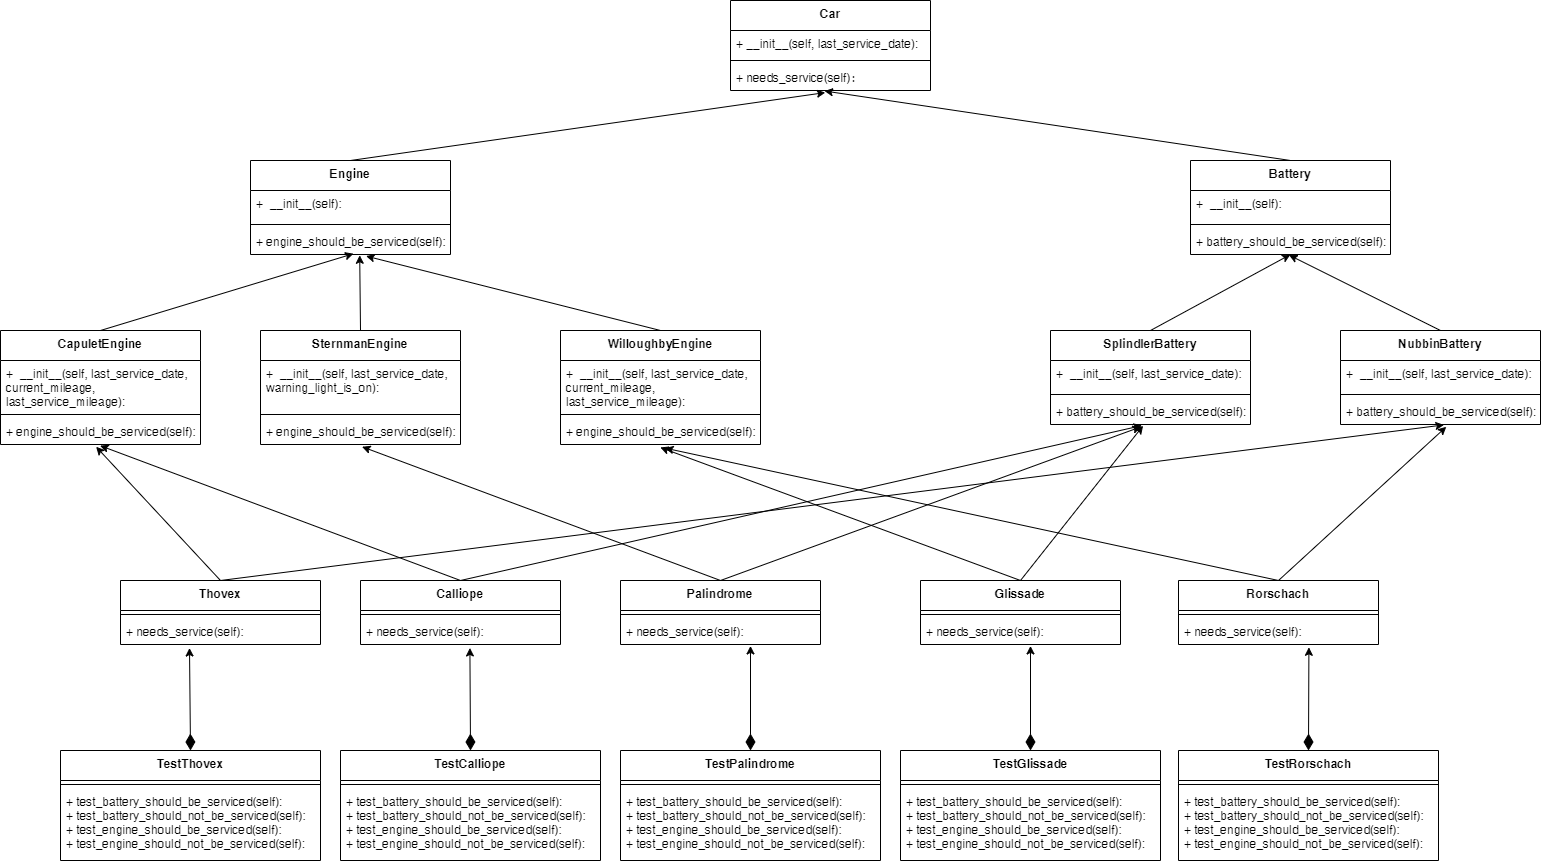 Car
+ __init__(self, last_service_date):
+ needs_service(self):
Engine
+  __init__(self):
+ engine_should_be_serviced(self):
Battery
+  __init__(self):
+ battery_should_be_serviced(self):
CapuletEngine
+  __init__(self, last_service_date,
current_mileage,
last_service_mileage):
+ engine_should_be_serviced(self):
SternmanEngine
+  __init__(self, last_service_date,
warning_light_is_on):
+ engine_should_be_serviced(self):
WilloughbyEngine
+  __init__(self, last_service_date,
current_mileage,
last_service_mileage):
+ engine_should_be_serviced(self):
SplindlerBattery
+  __init__(self, last_service_date):
+ battery_should_be_serviced(self):
NubbinBattery
+  __init__(self, last_service_date):
+ battery_should_be_serviced(self):
Thovex
+ needs_service(self):
Calliope
+ needs_service(self):
Palindrome
+ needs_service(self):
Glissade
+ needs_service(self):
Rorschach
+ needs_service(self):
TestThovex
+ test_battery_should_be_serviced(self):
+ test_battery_should_not_be_serviced(self):
+ test_engine_should_be_serviced(self):
+ test_engine_should_not_be_serviced(self):
TestCalliope
+ test_battery_should_be_serviced(self):
+ test_battery_should_not_be_serviced(self):
+ test_engine_should_be_serviced(self):
+ test_engine_should_not_be_serviced(self):
TestPalindrome
+ test_battery_should_be_serviced(self):
+ test_battery_should_not_be_serviced(self):
+ test_engine_should_be_serviced(self):
+ test_engine_should_not_be_serviced(self):
TestGlissade
+ test_battery_should_be_serviced(self):
+ test_battery_should_not_be_serviced(self):
+ test_engine_should_be_serviced(self):
+ test_engine_should_not_be_serviced(self):
TestRorschach
+ test_battery_should_be_serviced(self):
+ test_battery_should_not_be_serviced(self):
+ test_engine_should_be_serviced(self):
+ test_engine_should_not_be_serviced(self):